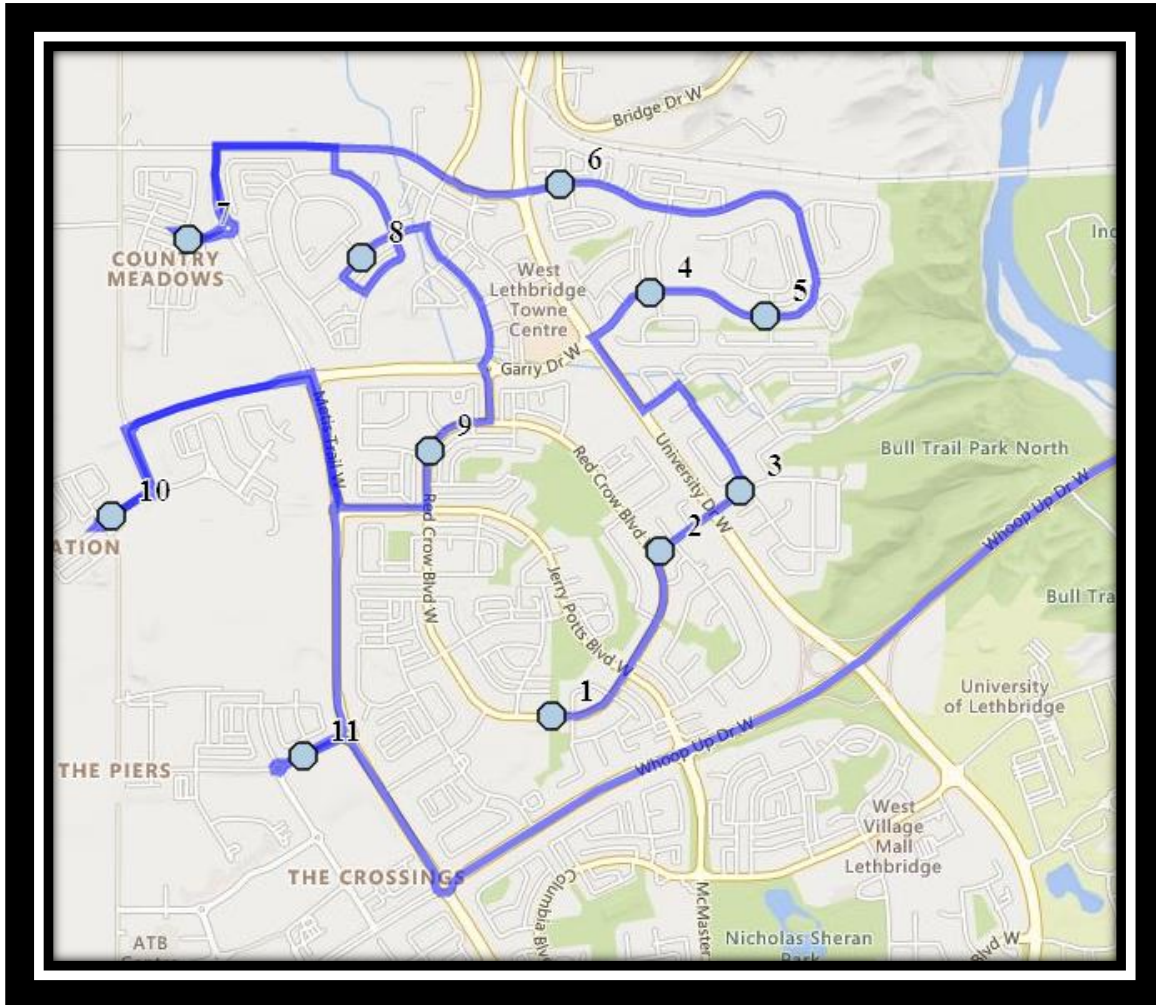 Bridge Dr W
6
Inc
7
8
COUNTRY
MEADOWS
West
Lethbridge
Towne
Centre
4
5
Garry Dr W
Metis Trail W
9
Red Crow Blvd
University Dr W
Bull Trail Park North
3
10
ATION
Red Crow Blvd W
2
Whoop Up Dr W
Jerry Potts Blvd W
Bull Tra
1
University
of Lethbridge
11
Whoop Up Dr W
THE PIERS
West
Village
Mall
Lethbridge
THE CROSSINGS
Columbia Blv
McMaster
ATB
Nicholas Sheran
Park
Blvd W